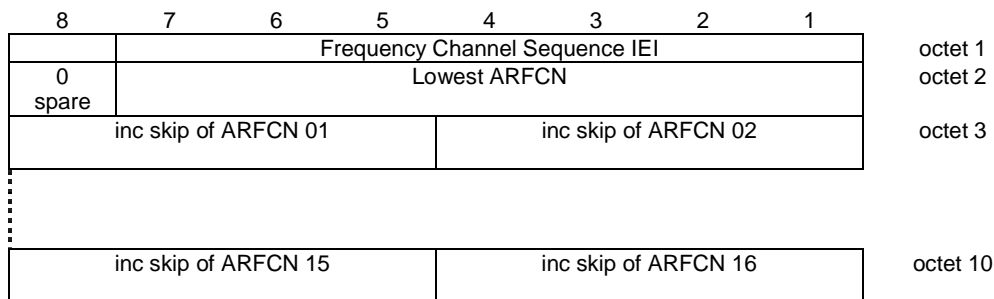 8 7 6 5 4 3 2 1
Frequency Channel Sequence IEI octet 1
0 Lowest ARFCN octet 2
spare
inc skip of ARFCN 01 inc skip of ARFCN 02 octet 3
inc skip of ARFCN 15 inc skip of ARFCN 16 octet 10